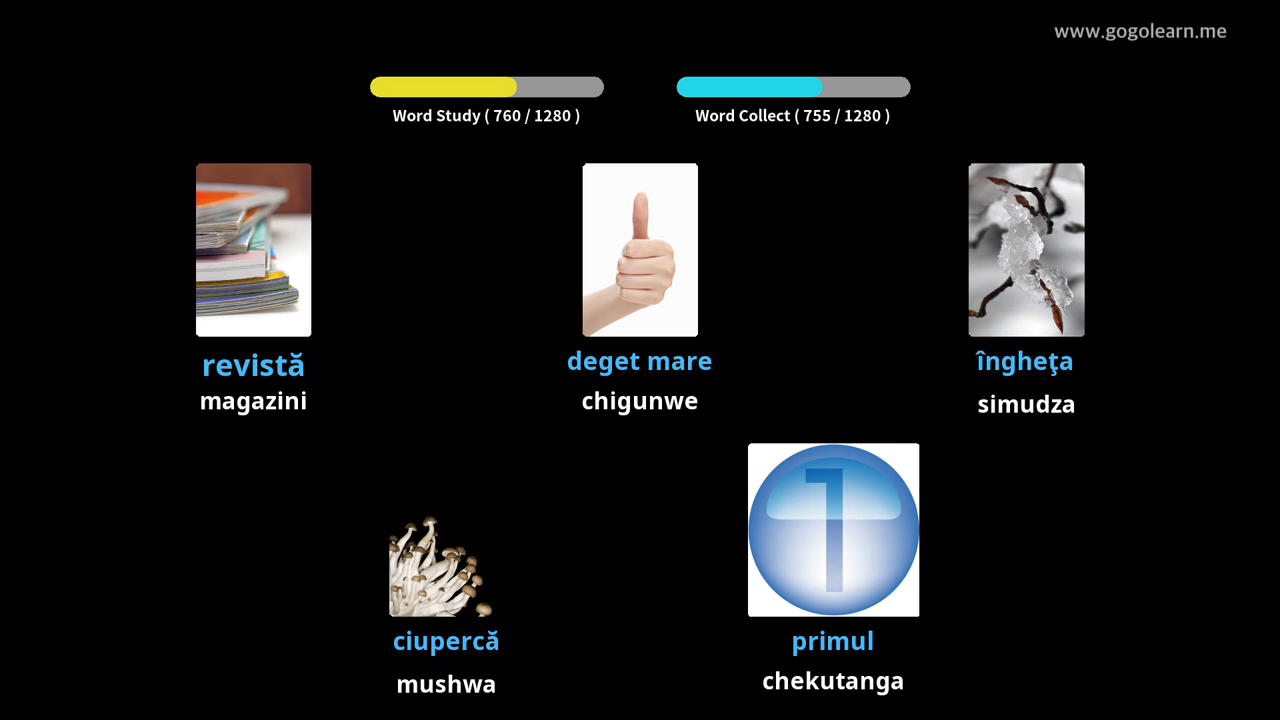 www.gogolearn.me
Word Study ( 760 / 1280 )
Word Collect ( 755 / 1280 )
revistă
magazini
deget mare
chigunwe
îngheţa
simudza
1
ciupercă
mushwa
primul
chekutanga